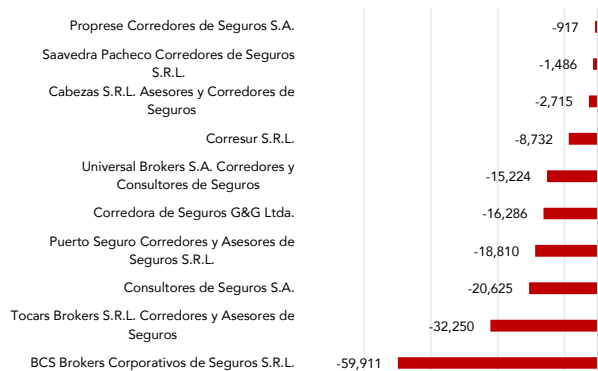 Proprese Corredores de Seguros S.A.
-917
Saavedra Pacheco Corredores de Seguros
S.R.L.
-1,486
Cabezas S.R.L. Asesores y Corredores de
Seguros
-2,715
Corresur S.R.L.
-8,732
Universal Brokers S.A. Corredores y
Consultores de Seguros
-15,224
Corredora de Seguros G&G Ltda.
-16,286
Puerto Seguro Corredores y Asesores de
Seguros S.R.L.
-18,810
Consultores de Seguros S.A.
-20,625
Tocars Brokers S.R.L. Corredores y Asesores de
Seguros
-32,250
BCS Brokers Corporativos de Seguros S.R.L.
-59,911